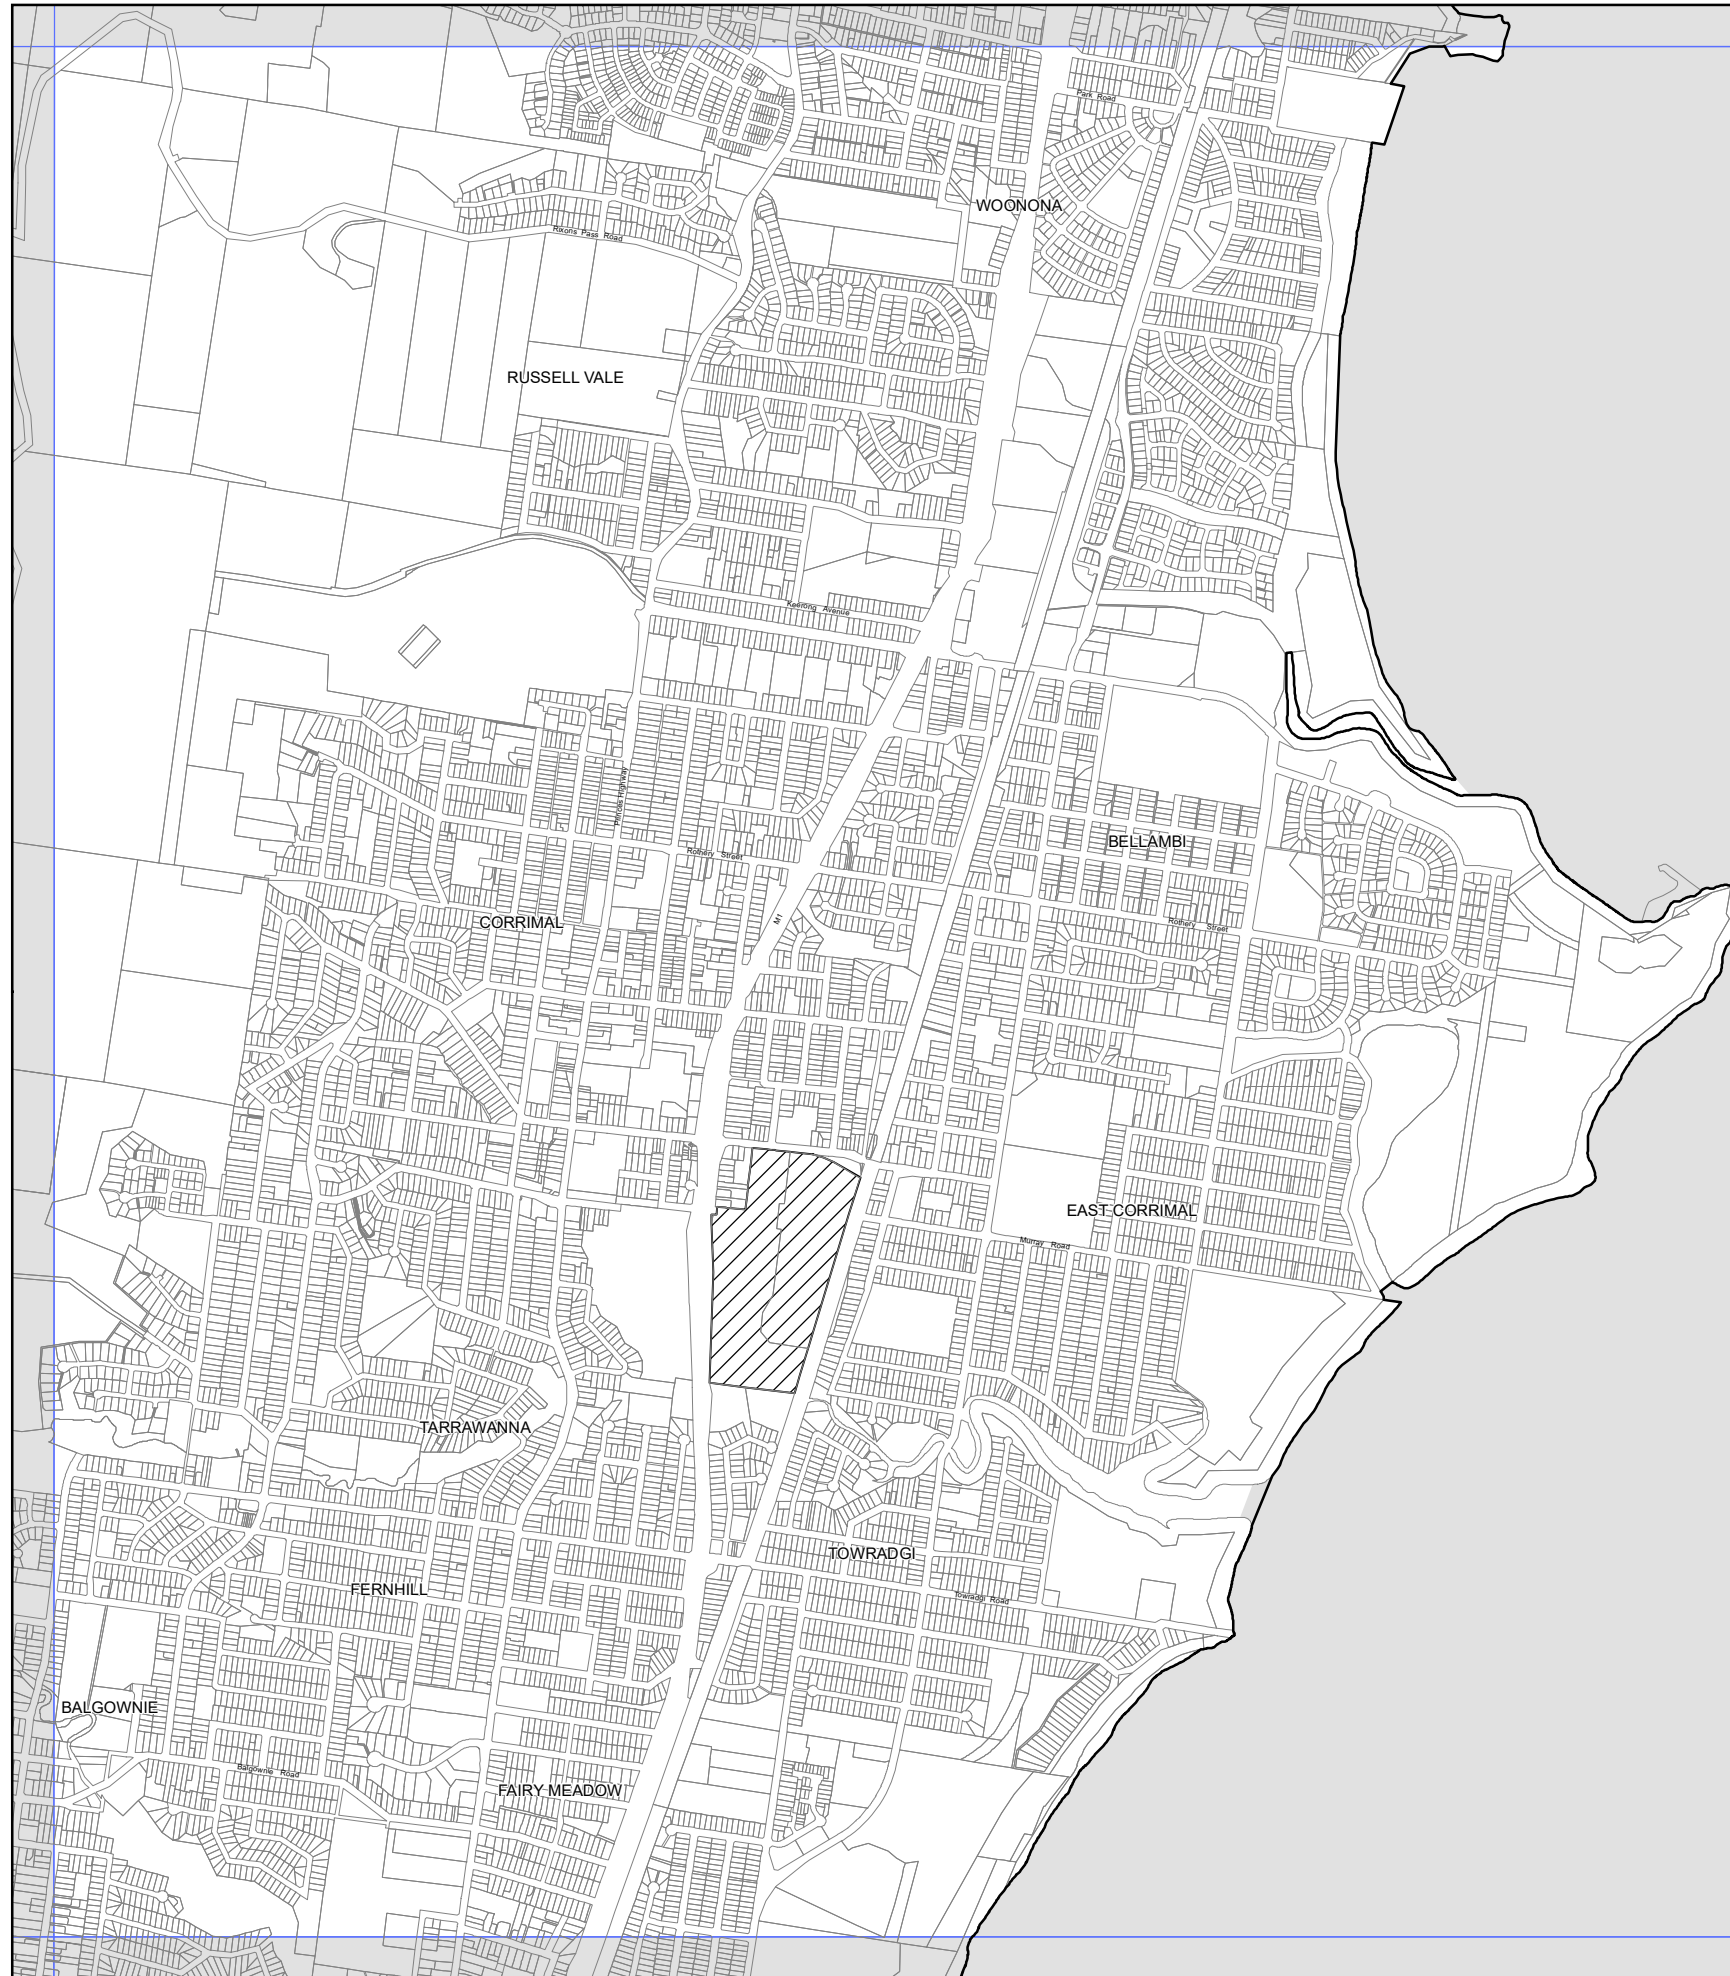 Park Road
WOONONA
Rixons Pass Road
RUSSELL VALE
Keerong Avenue
Princes Highway
BELLAMBI
Rothery Street
M1
CORRIMAL
Rothery Street
EAST CORRIMAL
Murray Road
TARRAWANNA
TOWRADGI
FERNHILL
Towradgi Road
BALGOWNIE
Balgownie Road
FAIRY MEADOW